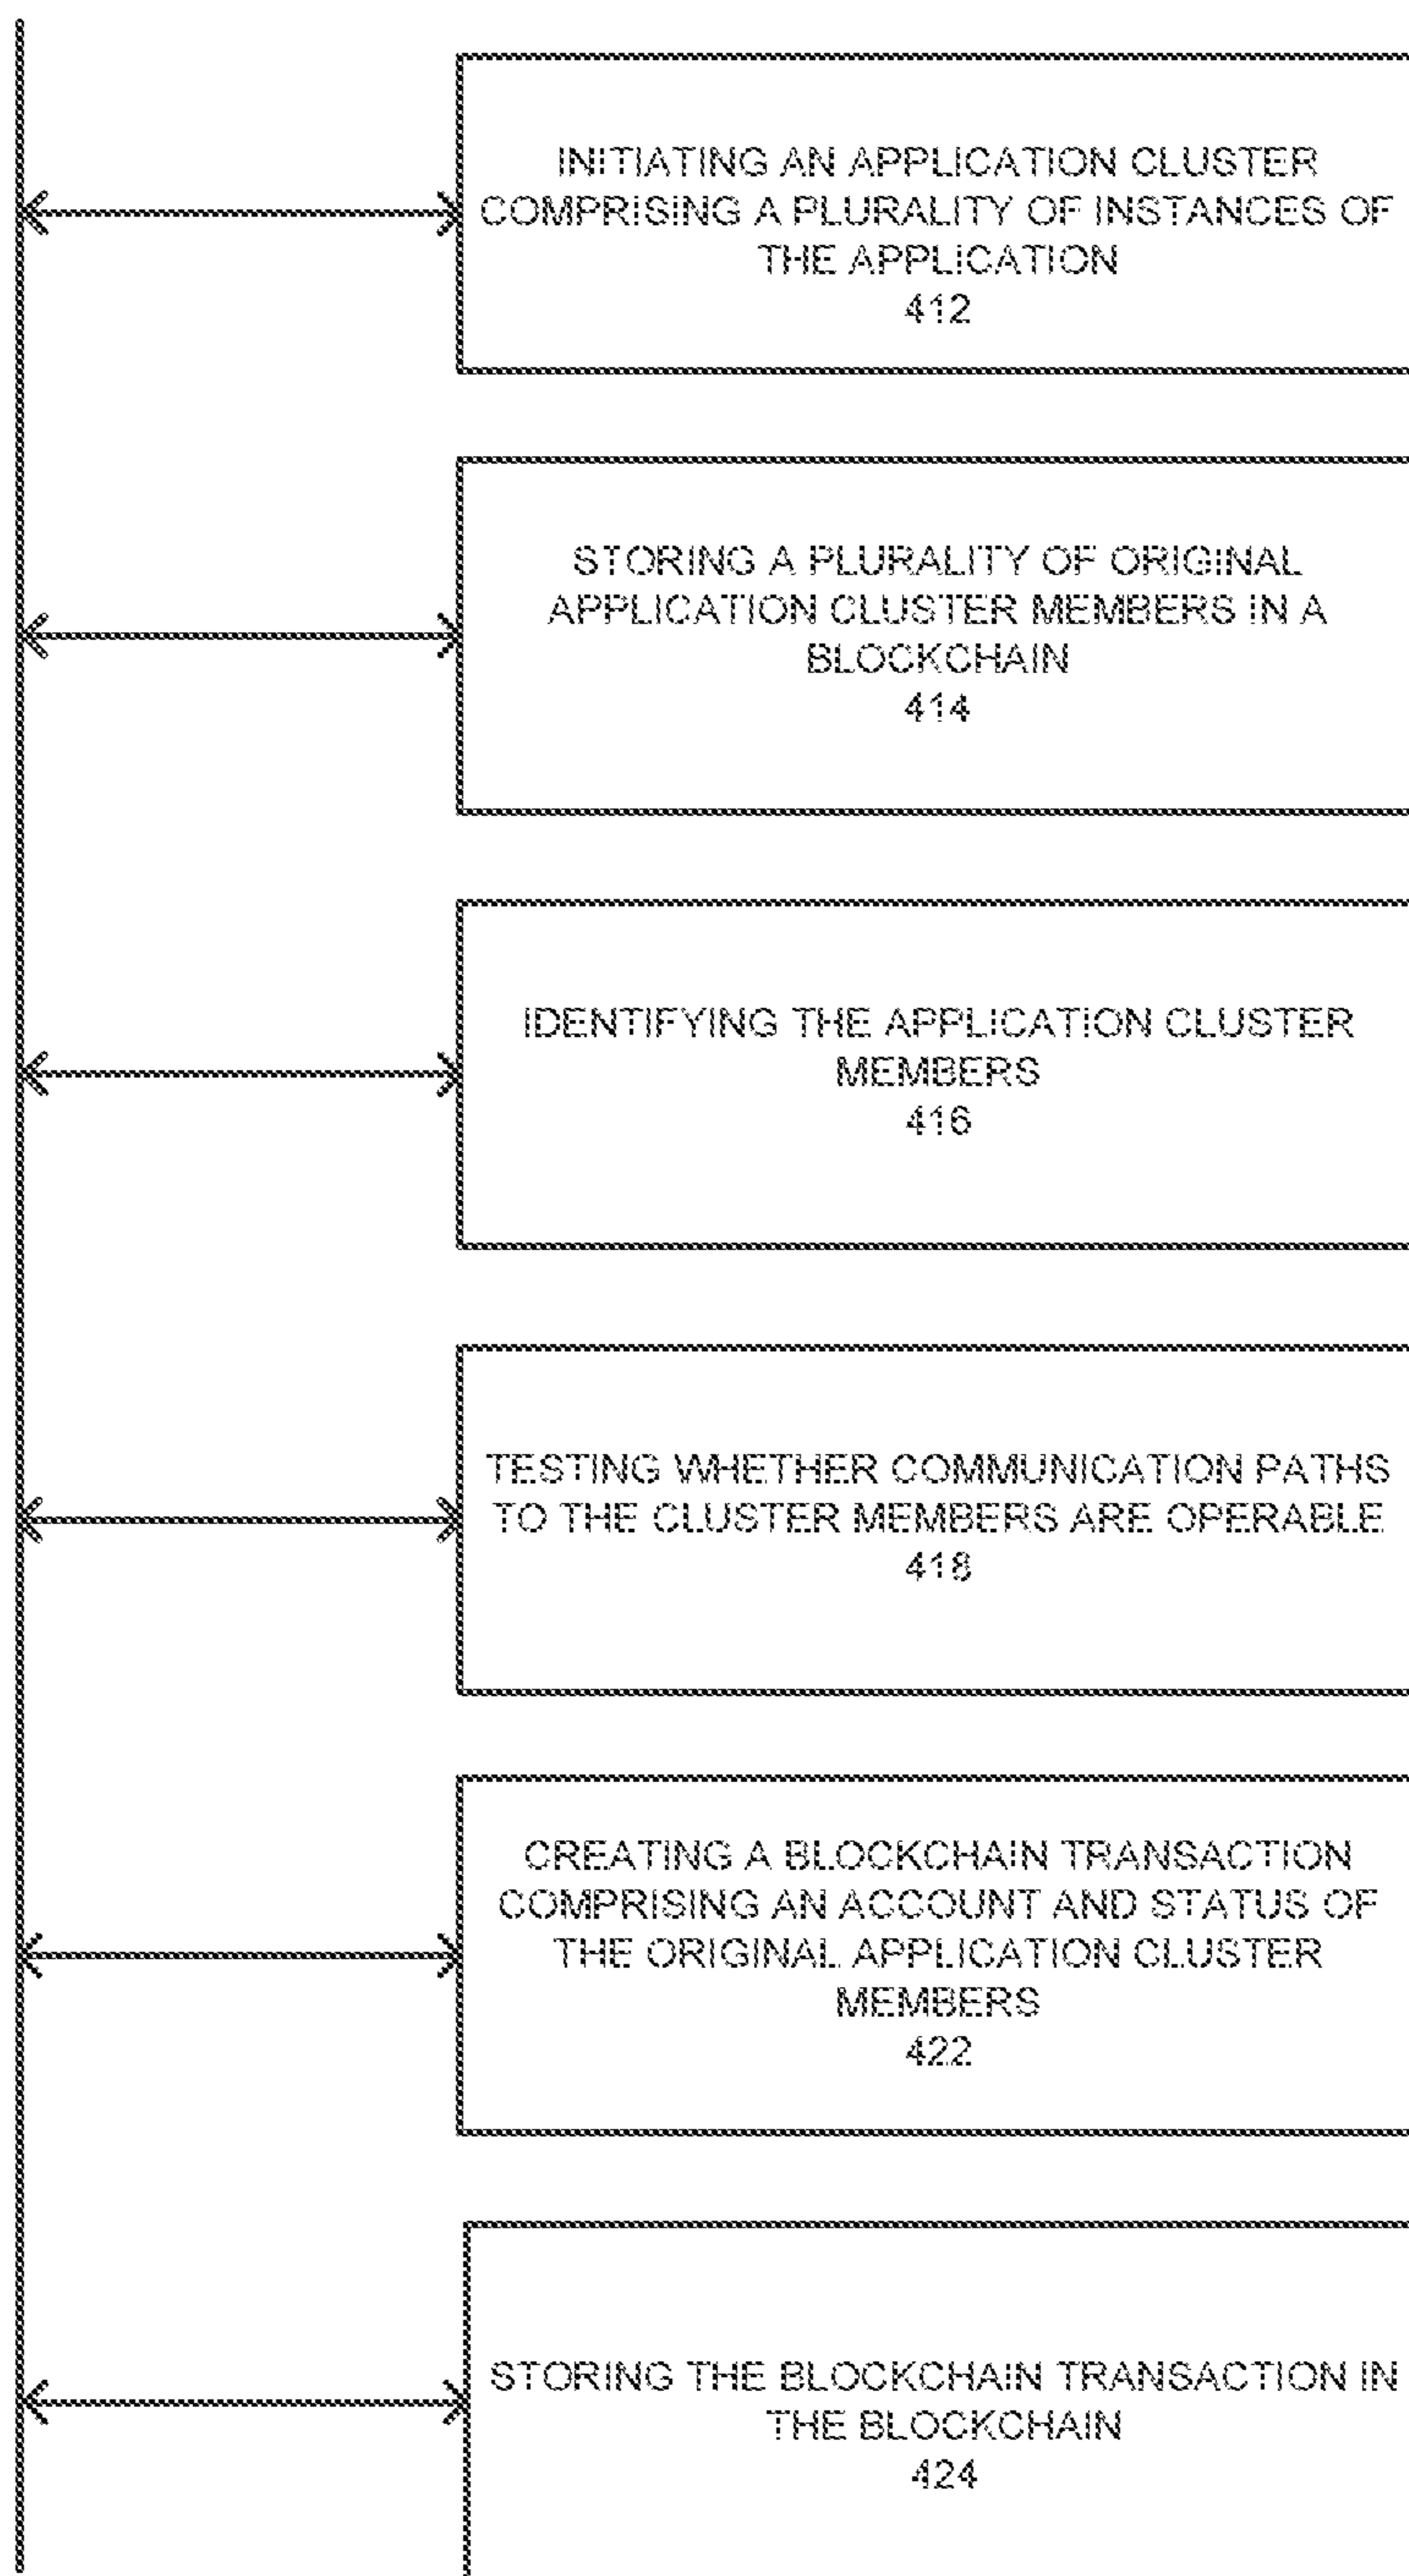 INITIATING AN APPLICATION CLUSTER
COMPRISING A PLURALITY OF INSTANCES OF
THE APPLICATION
412
STORING A PLURALITY OF ORIGINAL
APPLICATION CLUSTER MEMBERS IN A
BLOCKCHAIN
414
IDENTIFYING THE APPLICATION CLUSTER
MEMBERS
416
TESTING WHETHER COMMUNICATION PATHS
TO THE CLUSTER MEMBERS ARE OPERABLE
418
CREATING A BLOCKCHAIN TRANSACTION
COMPRISING AN ACCOUNT AND STATUS OF
THE ORIGINAL APPLICATION CLUSTER
MEMBERS
422
STORING THE BLOCKCHAIN TRANSACTION IN
THE BLOCKCHAIN
424